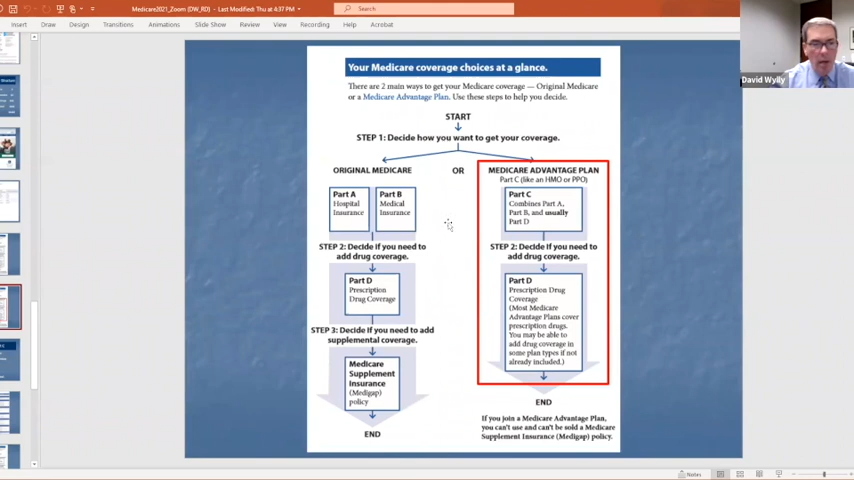 Medicare2021_Zoom (DW_RD) - Last Modified: Thu at 4:37 PM
Search
Insert Draw Design Transitions Animations Slide Show Review View Recording Help Acrobat
David Wylly
Your Medicare coverage choices at a glance.
There are 2 main ways to get your Medicare coverage — Original Medicare
or a Medicare Advantage Plan. Use these steps to help you decide.
START
STEP 1: Decide how you want to get your coverage.
ORIGINAL MEDICARE
OR
MEDICARE ADVANTAGE PLAN
Part C (like an HMO or PPO)
Part A
Hospital
Insurance
Part B
Medical
Insurance
Part C
Combines Part A,
Part B, and usually
Part D
STEP 2: Decide if you need to
add drug coverage.
STEP 2: Decide if you need to
add drug coverage.
Part D
Prescription
Drug Coverage
Part D
Prescription Drug
Coverage
(Most Medicare
Advantage Plans cover
prescription drugs.
You may be able to
add drug coverage in
some plan types if not
already included.)
STEP 3: Decide if you need to add
supplemental coverage.
Medicare
Supplement
Insurance
(Medigap)
policy
END
END
If you join a Medicare Advantage Plan,
you can't use and can't be sold a Medicare
Supplement Insurance (Medigap) policy.
Notes